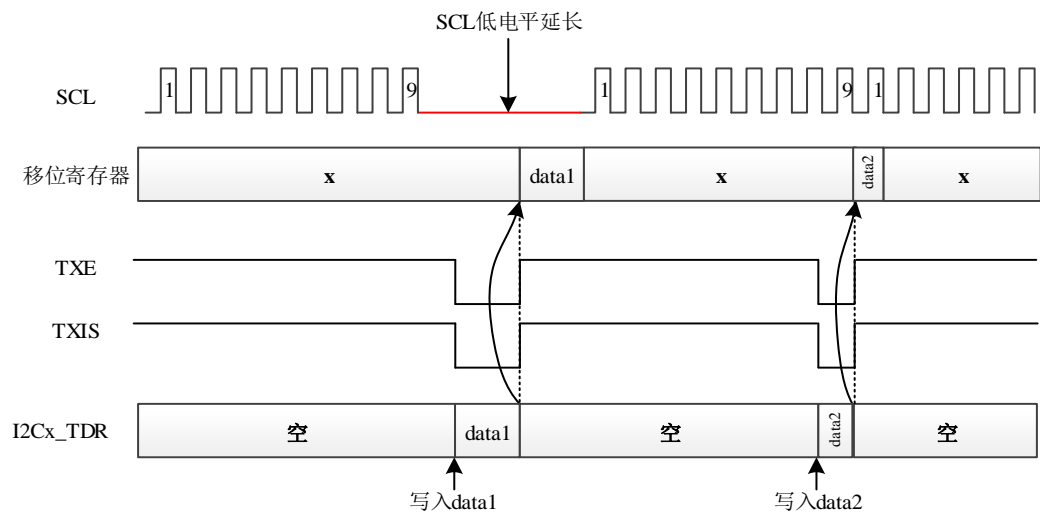 SCL低电平延长
SCL 1 9 1 9 1
移位寄存器 x data1 x data2 x
TXE
TXIS
I2Cx_TDR 空 data1 空 data2 空
写入data1 写入data2